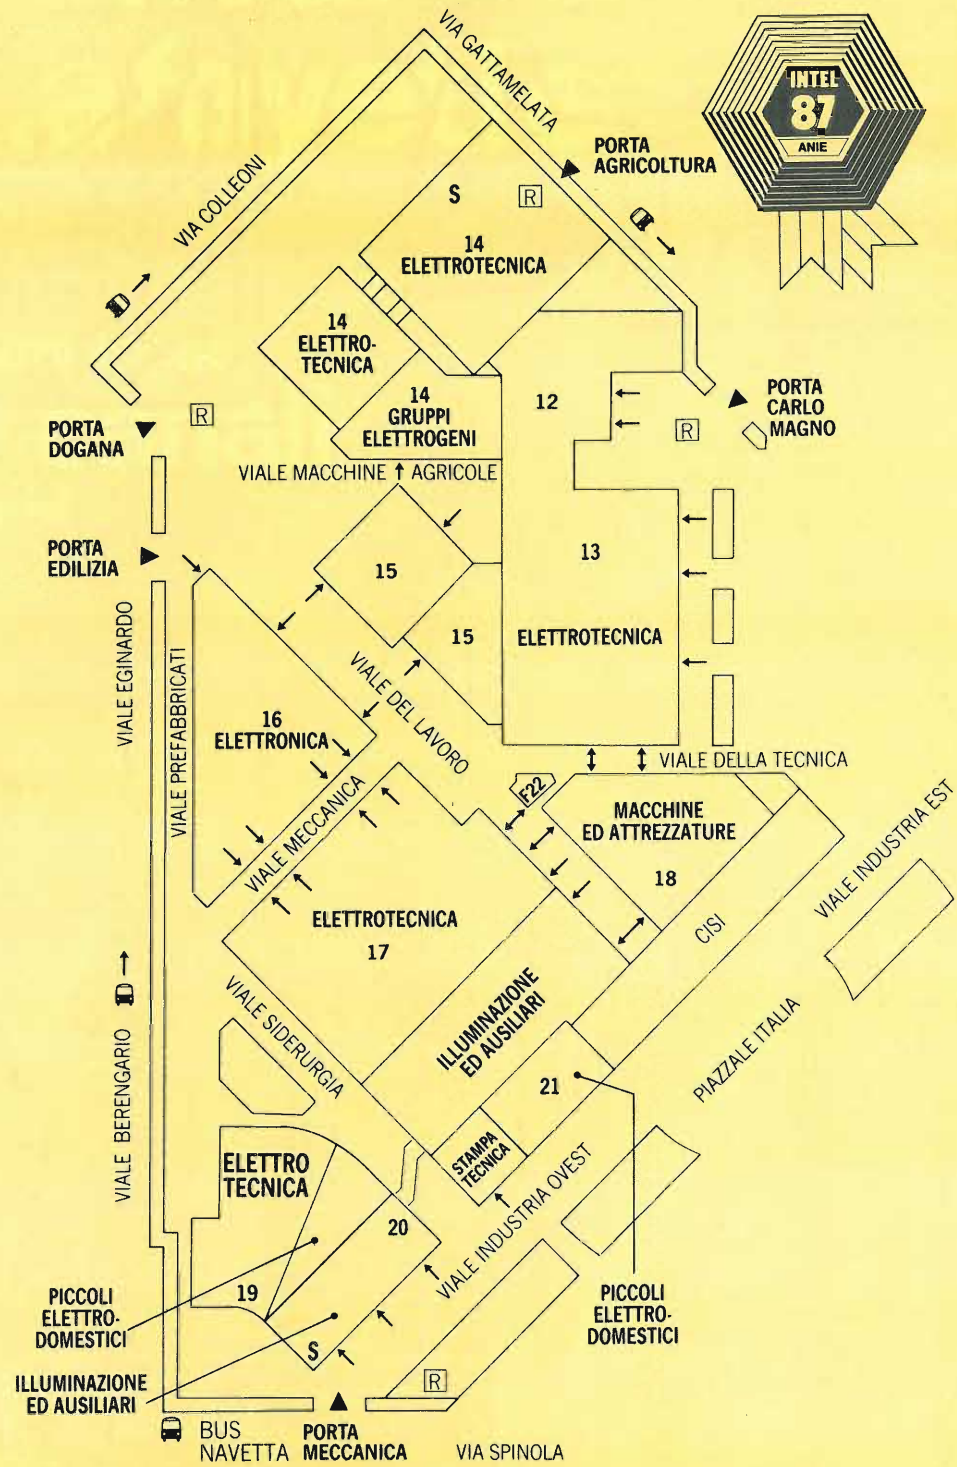 VIA GATTAMELATA
INTEL
87
ANIE
PORTA
AGRICOLTURA
VIA COLLEONI
S
R
14
ELETTROTECNICA
14
ELETTRO-
TECNICA
14
GRUPPI
ELETTROGENI
12
PORTA
CARLO
MAGNO
R
R
PORTA
DOGANA
VIALE MACCHINE AGRICOLE
PORTA
EDILIZIA
15
13
15
ELETTROTECNICA
VIALE EGINARDO
VIALE PREFABBRICATI
VIALE DEL LAVORO
16
ELETTRONICA
VIALE DELLA TECNICA
F22
VIALE MECCANICA
MACCHINE
ED ATTREZZATURE
18
VIALE INDUSTRIA EST
CISI
ELETTROTECNICA
17
ILLUMINAZIONE
ED AUSILIARI
VIALE SIDERURGIA
PIAZZALE ITALIA
VIALE BERENGARIO
21
STAMPA
TECNICA
ELETTRO
TECNICA
20
VIALE INDUSTRIA OVEST
19
PICCOLI
ELETTRO-
DOMESTICI
PICCOLI
ELETTRO-
DOMESTICI
S
ILLUMINAZIONE
ED AUSILIARI
R
BUS
NAVETTA
PORTA
MECCANICA
VIA SPINOLA